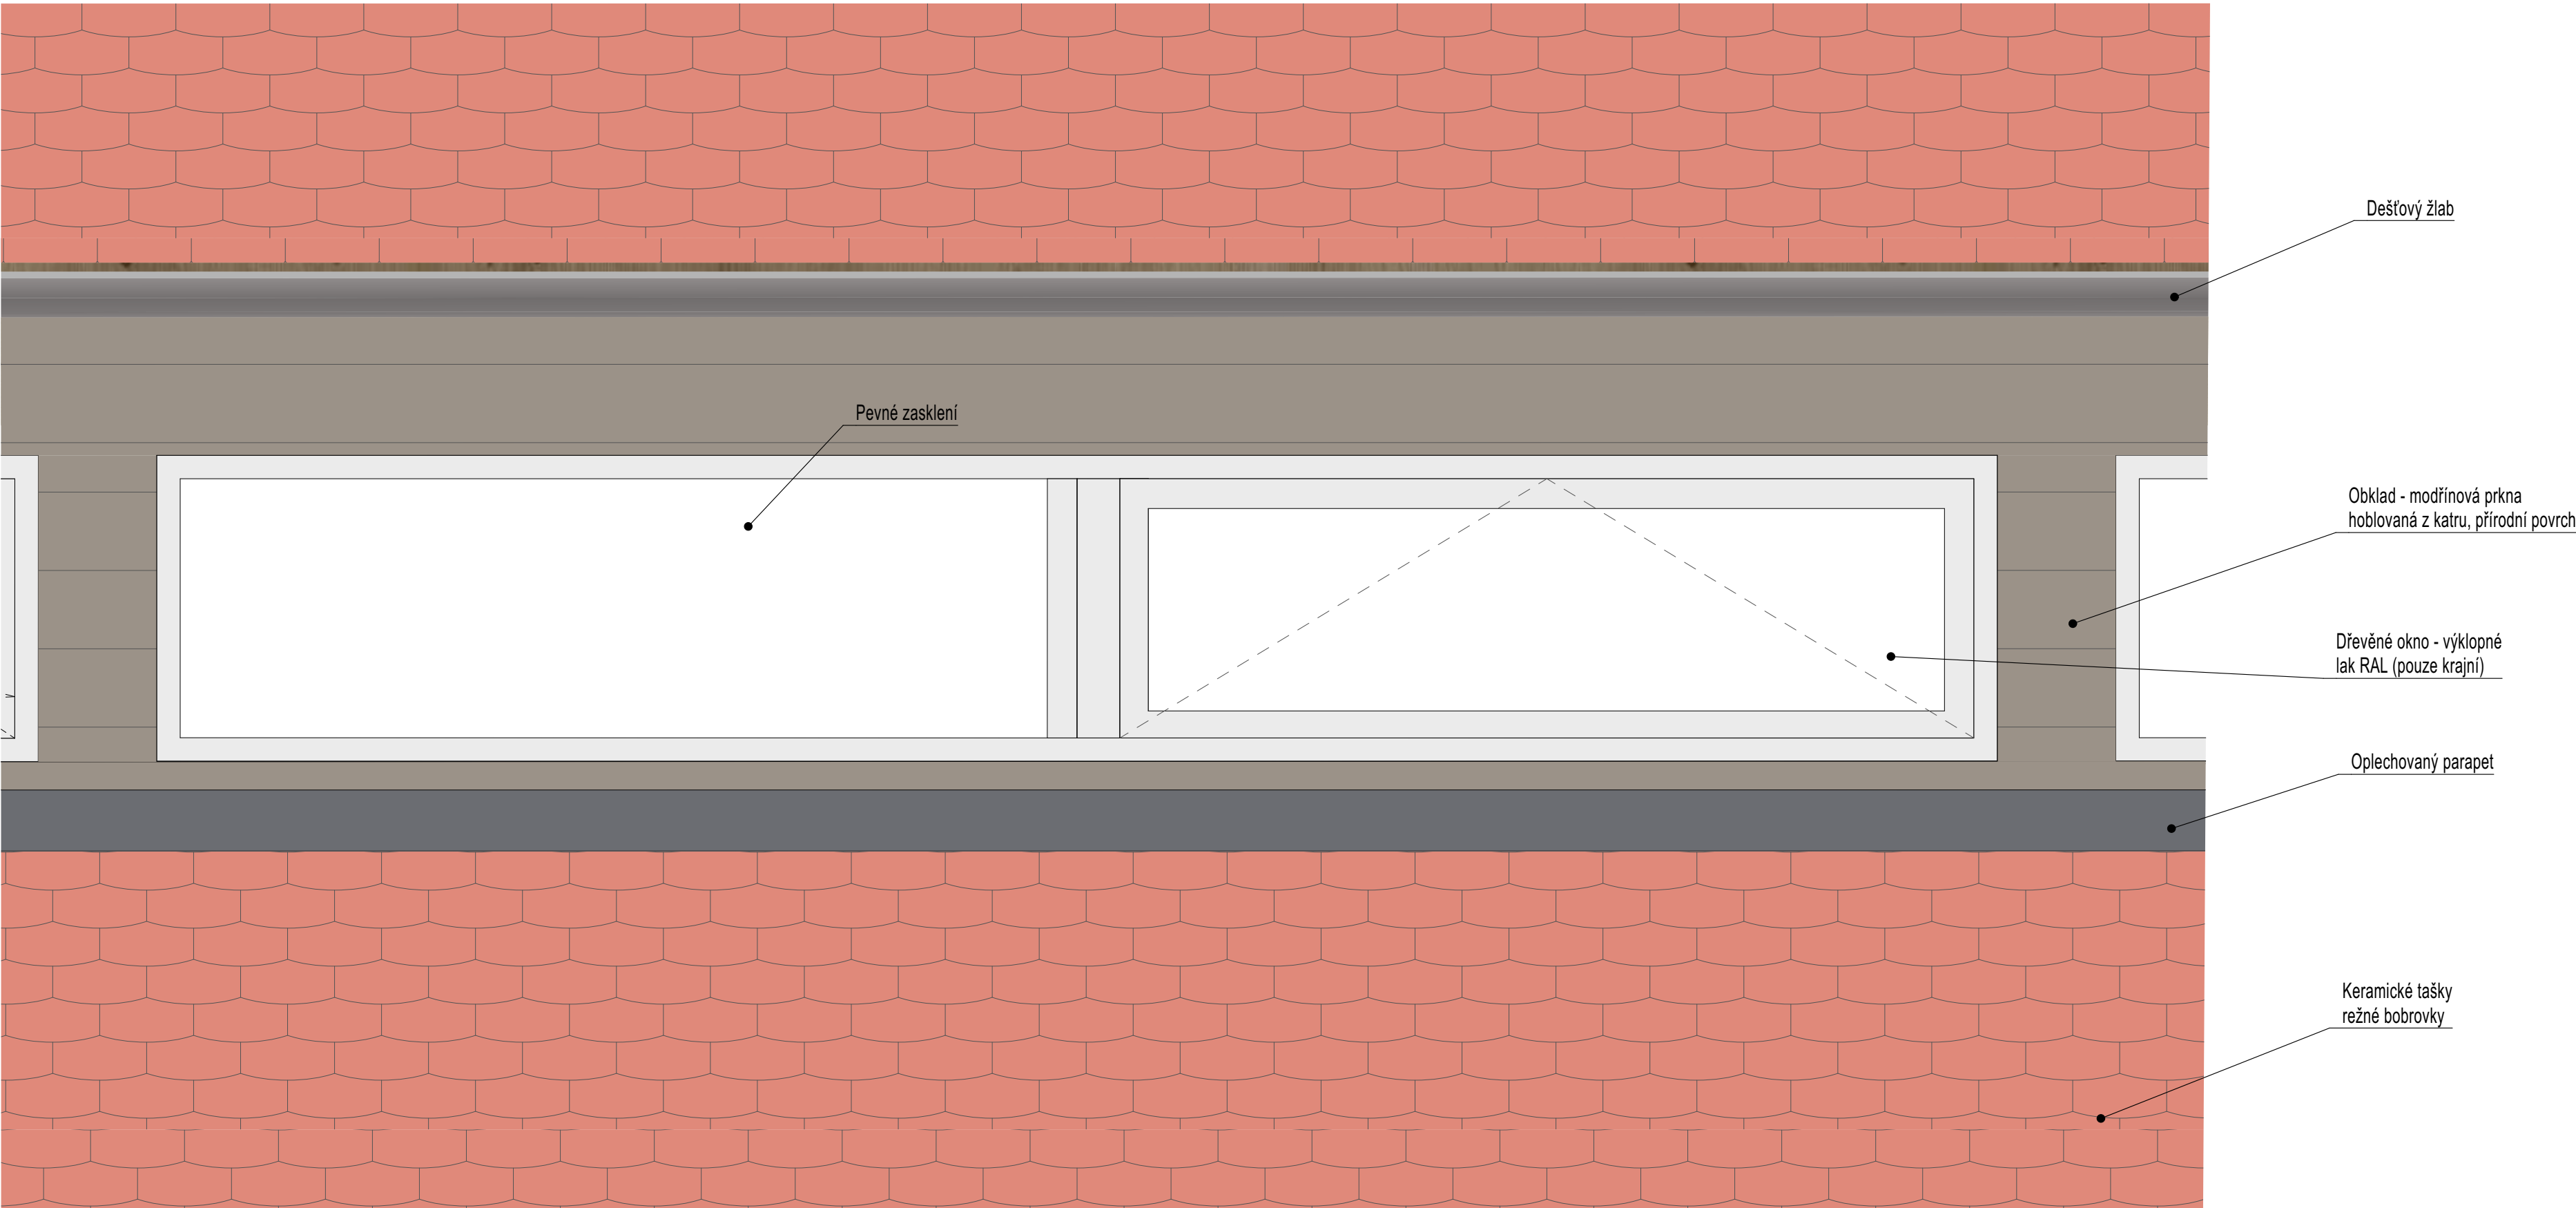 Dešťový žlab
Pevné zasklení
Obklad - modřínová prkna
hoblovaná z katru, přírodní povrch
Dřevěné okno - výklopné
lak RAL (pouze krajní)
Oplechovaný parapet
Keramické tašky
režné bobrovky